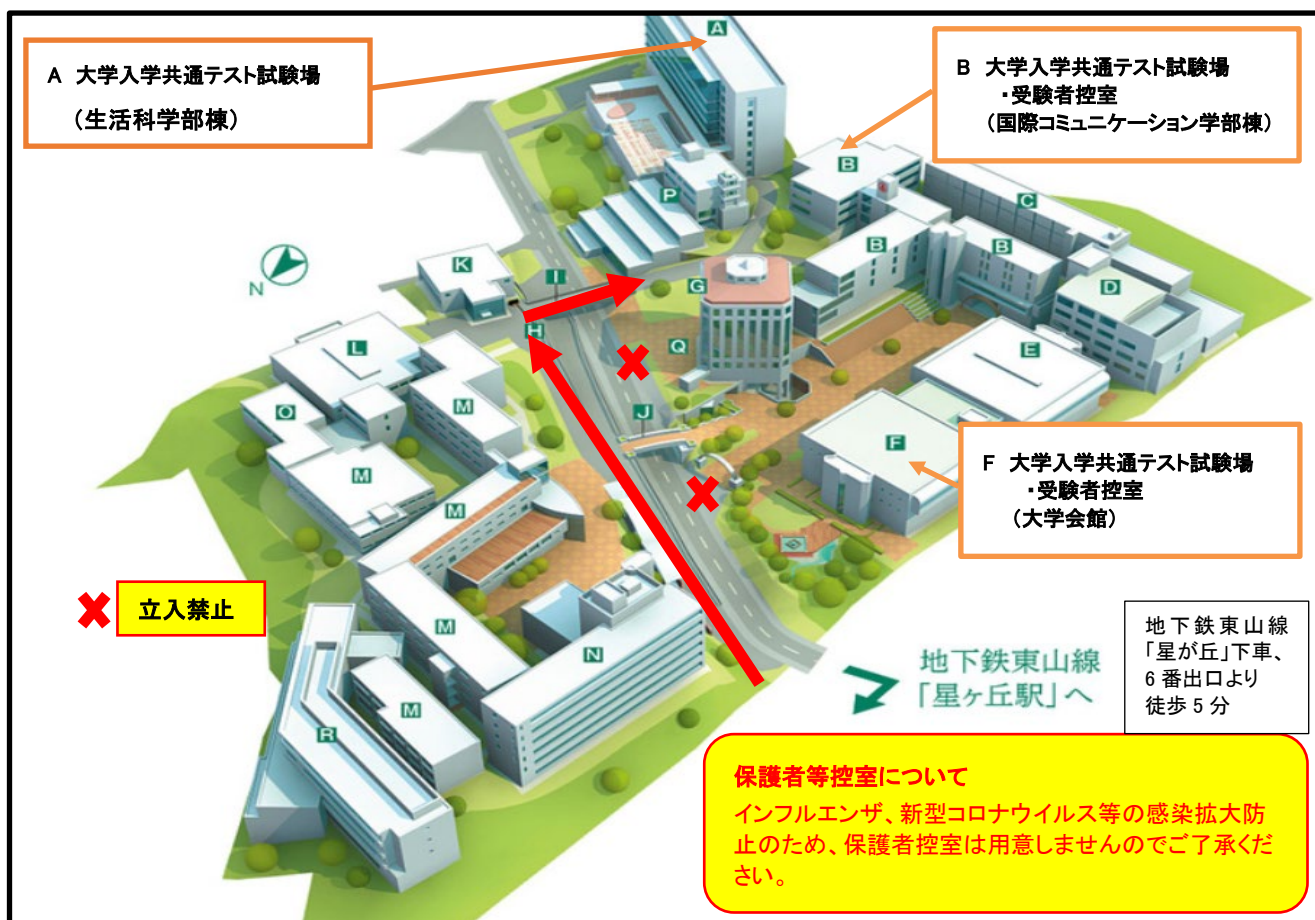 A 大学入学共通テスト試験場
(生活科学部棟)
B 大学入学共通テスト試験場
・受験者控室
(国際コミュニケーション学部棟)
A
B
C
P
B
B
D
K
I
G
N
H
Q
E
L
M
O
J
F
M
F 大学入学共通テスト試験場
・受験者控室
(大学会館)
M
立入禁止
M
N
M
R
地下鉄東山線
「星ヶ丘駅」へ
地下鉄東山線
「星が丘」下車、
6 番出口より
徒歩 5 分
保護者等控室について
インフルエンザ、新型コロナウイルス等の感染拡大防
止のため、保護者控室は用意しませんのでご了承くだ
さい。